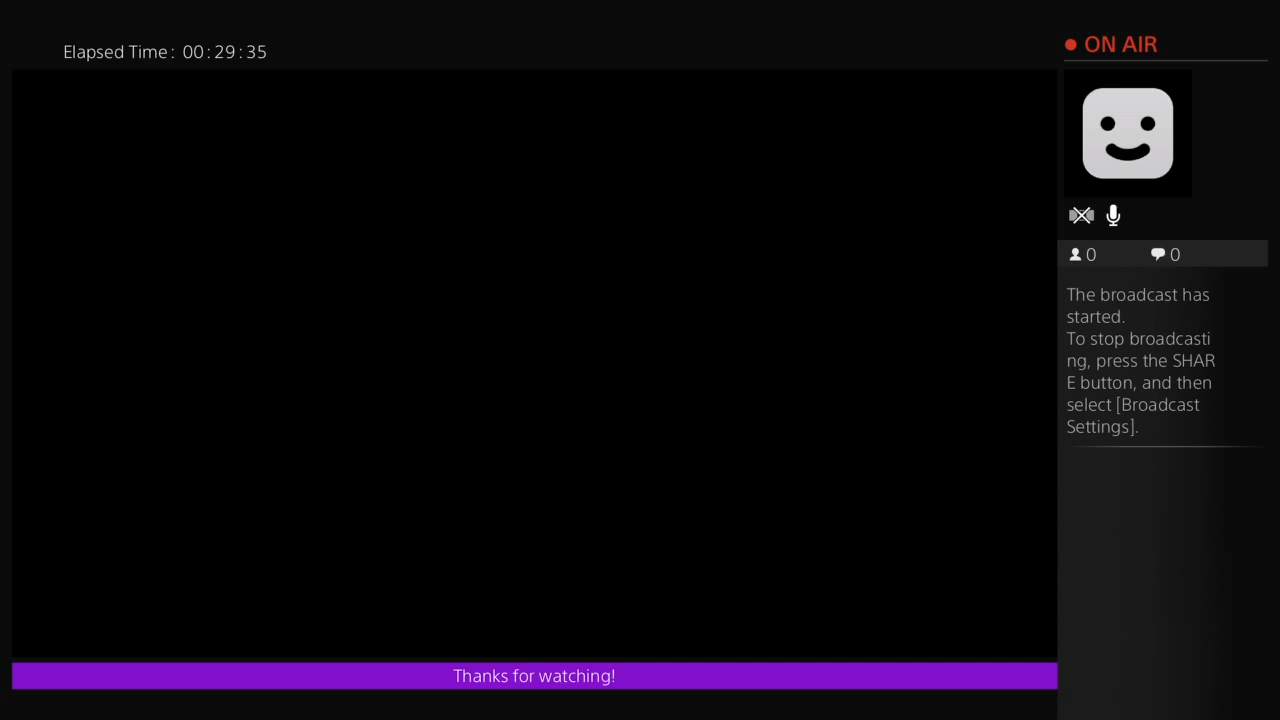 Elapsed Time: 00:29:35
ON AIR
0 0
The broadcast has
started.
To stop broadcasti
ng, press the SHAR
E button, and then
select [Broadcast
Settings].
Thanks for watching!